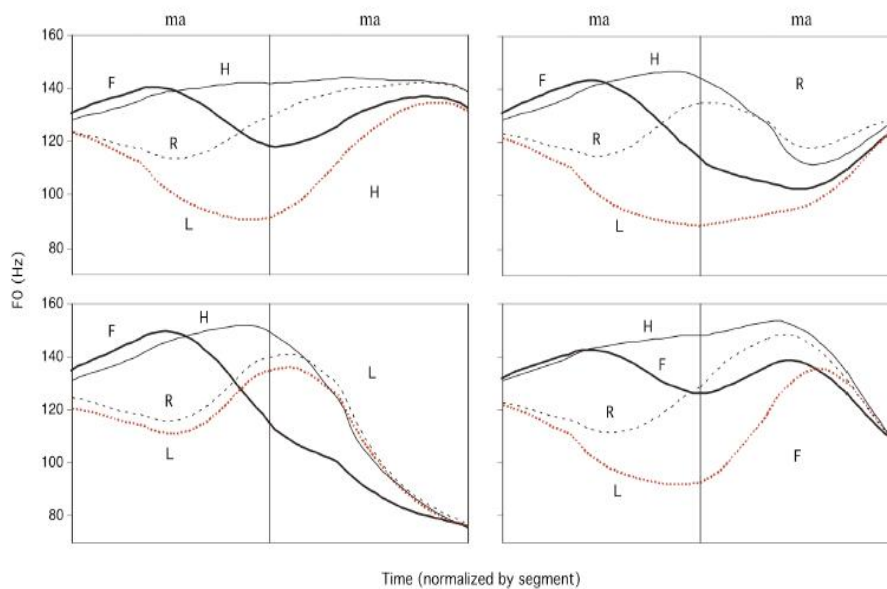 ma ma ma ma
160
140
120
100
80
F H R L H
F H R R L
F0 (Hz)
160
140
120
100
80
F H R L L
H F R L F
Time (normalized by segment)